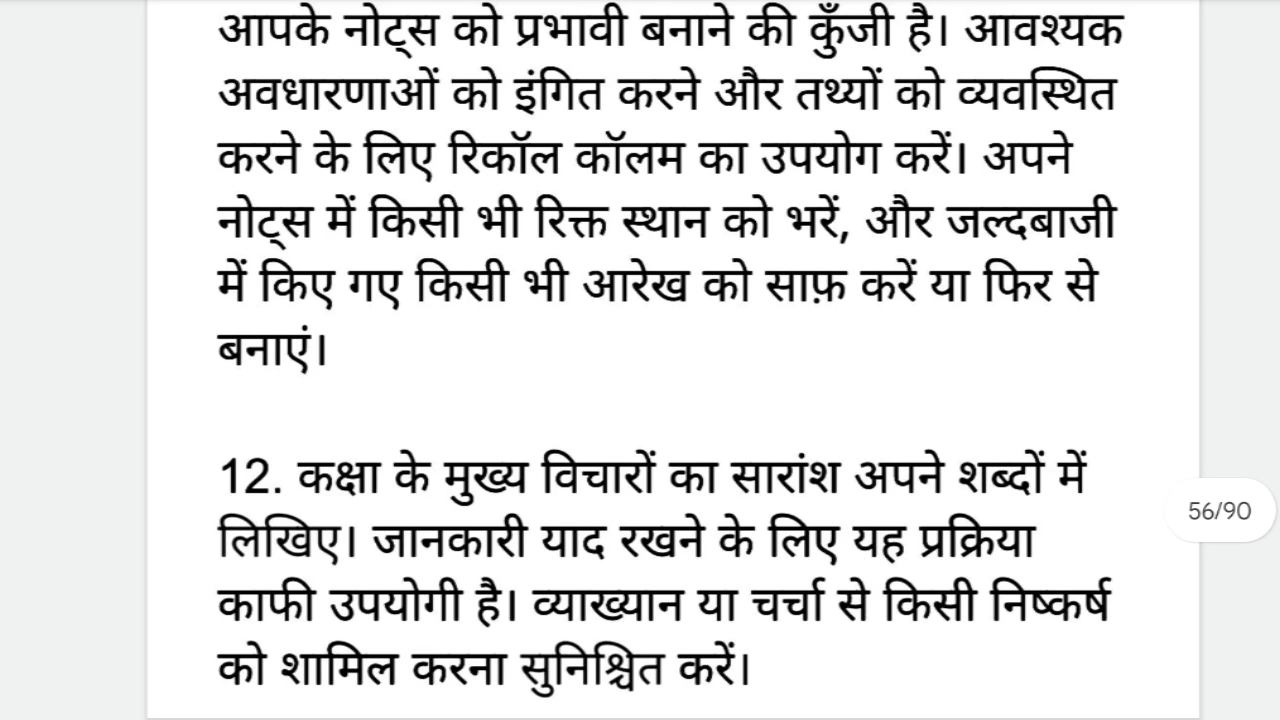 आपके नोट्स को प्रभावी बनाने की कुँजी है। आवश्यक
अवधारणाओं को इंगित करने और तथ्यों को व्यवस्थित
करने के लिए रिकॉल कॉलम का उपयोग करें। अपने
नोट्स में किसी भी रिक्त स्थान को भरें, और जल्दबाजी
में किए गए किसी भी आरेख को साफ़ करें या फिर से
बनाएं।
12. कक्षा के मुख्य विचारों का सारांश अपने शब्दों में
लिखिए। जानकारी याद रखने के लिए यह प्रक्रिया
काफी उपयोगी है। व्याख्यान या चर्चा से किसी निष्कर्ष
को शामिल करना सुनिश्चित करें।
56/90